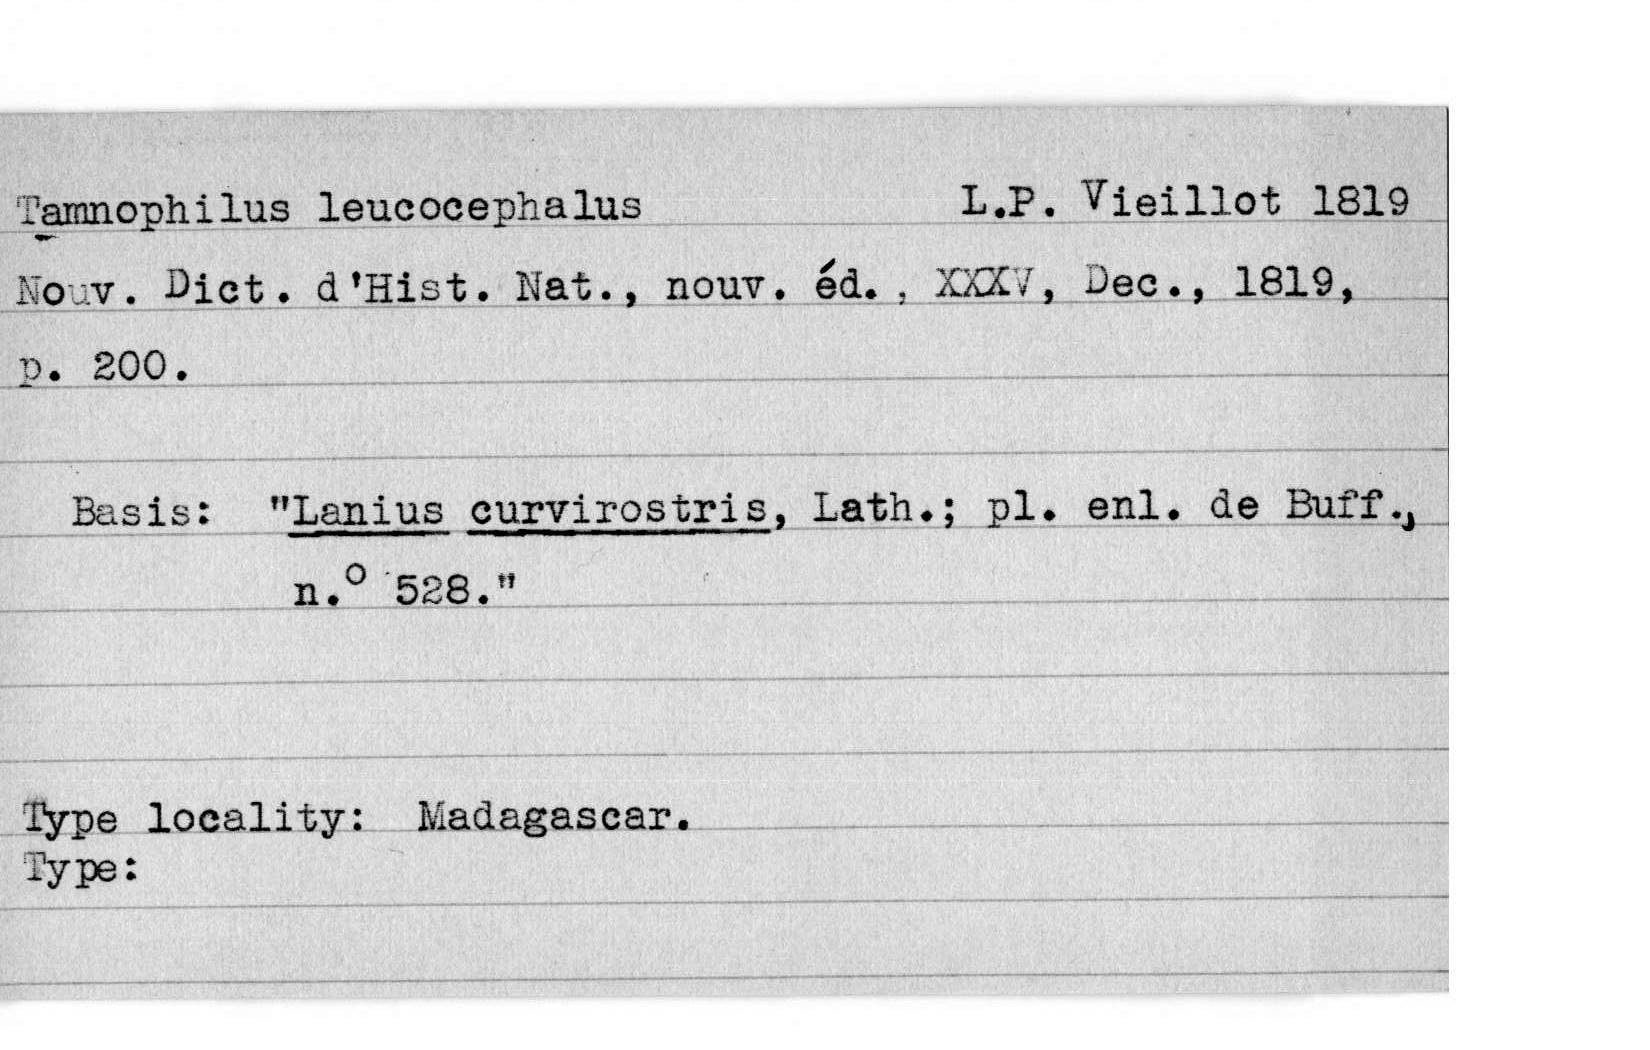 Tamnophilus leucocephalus L.P. Vieillot 1819
Nouv. Dict. d'Hist. Nat., nouv. éd., XXXV, Dec., 1819,
p. 200.
Basis: "Lanius curvirostris, Lath.; pl. enl. de Buff.,
n.º 528."
Type locality: Madagascar.
Type: